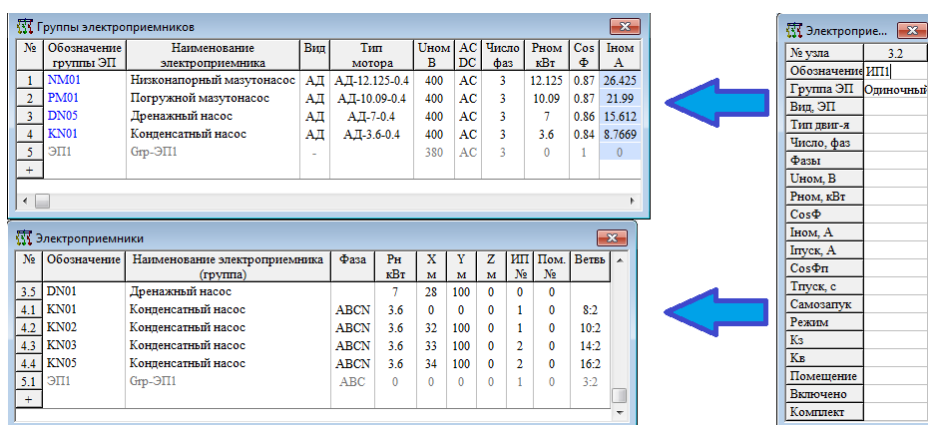 Группы электроприемников
№ Обозначение группы ЭП Наименование электроприемника Вид Тип мотора Uном В AC DC Число фаз Pном кВт Cos Ф Iном А
1 NM01 Низконапорный мазутонасос АД АД-12.125-0.4 400 AC 3 12.125 0.87 26.425
2 PM01 Погружной мазутонасос АД АД-10.09-0.4 400 AC 3 10.09 0.87 21.99
3 DN05 Дренажный насос АД АД-7-0.4 400 AC 3 7 0.86 15.612
4 KN01 Конденсатный насос АД АД-3.6-0.4 400 AC 3 3.6 0.84 8.7669
5 ЭП1 Grp-ЭП1 - 380 AC 3 0 1 0
+
Электроприемники
№ Обозначение Наименование электроприемника (группа) Фаза Pн кВт X м Y м Z м ИП № Пом. № Ветвь
3.5 DN01 Дренажный насос 7 28 100 0 0 0
4.1 KN01 Конденсатный насос ABCN 3.6 0 0 0 1 0 8:2
4.2 KN02 Конденсатный насос ABCN 3.6 32 100 0 1 0 10:2
4.3 KN03 Конденсатный насос ABCN 3.6 33 100 0 2 0 14:2
4.4 KN05 Конденсатный насос ABCN 3.6 34 100 0 2 0 16:2
5.1 ЭП1 Grp-ЭП1 ABC 0 0 0 0 1 0 3:2
+
Электроприе...
№ узла 3.2
Обозначение ИП1
Группа ЭП Одиночный
Вид, ЭП
Тип двиг-я
Число, фаз
Фазы
Uном, В
Pном, кВт
CosФ
Iном, А
Iпуск, А
CosФп
Tпуск, с
Самозапук
Режим
Кз
Кв
Помещение
Включено
Комплект